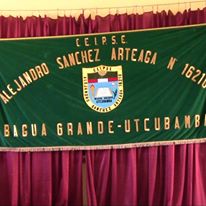 C.E.I.P.S.C.
ALEJANDRO SANCHEZ ARTEAGA N° 16210
BAGUA GRANDE-UTCUBAMBA